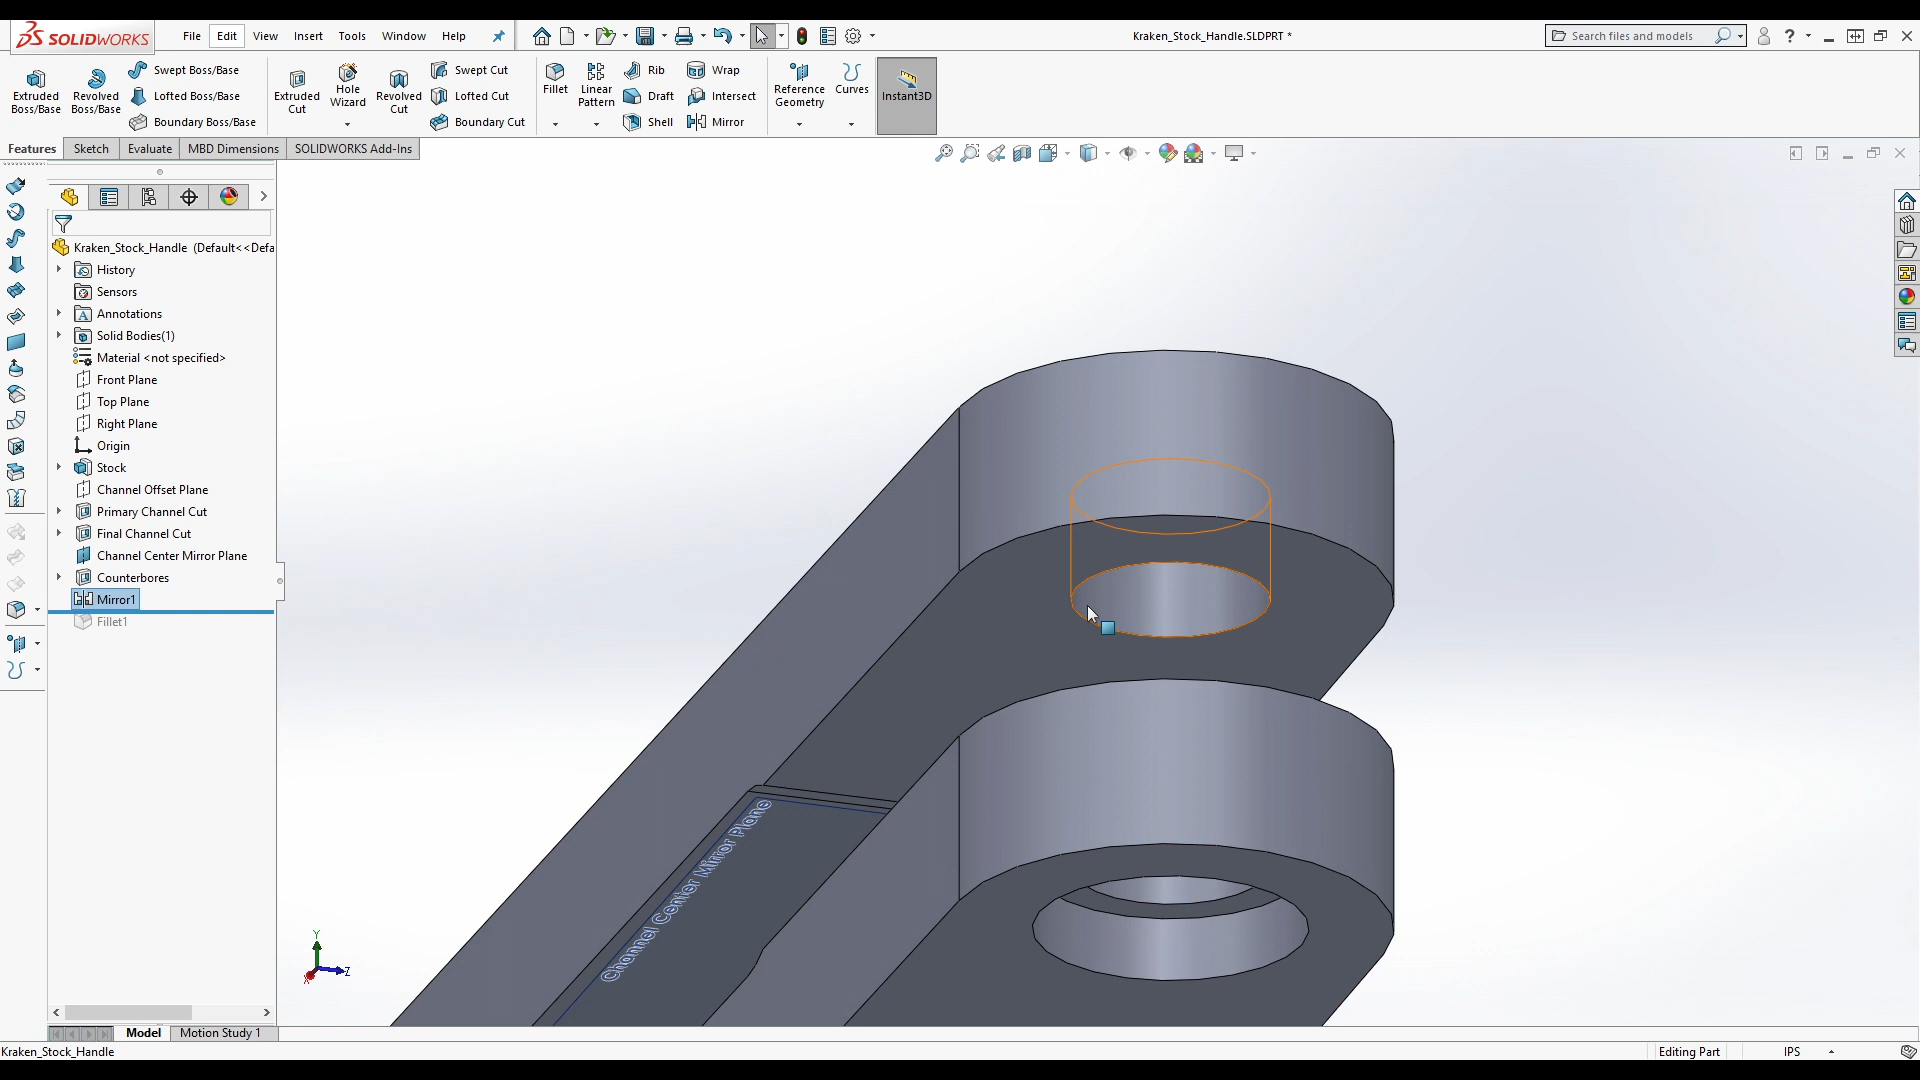 SOLIDWORKS
File Edit View Insert Tools Window Help
Kraken_Stock_Handle.SLDPRT *
Search files and models
Extruded Boss/Base
Revolved Boss/Base
Swept Boss/Base
Lofted Boss/Base
Boundary Boss/Base
Extruded Cut
Hole Wizard
Revolved Cut
Swept Cut
Lofted Cut
Boundary Cut
Fillet
Linear Pattern
Rib
Draft
Shell
Wrap
Intersect
Mirror
Reference Geometry
Curves
Instant3D
Features Sketch Evaluate MBD Dimensions SOLIDWORKS Add-Ins
Kraken_Stock_Handle (Default<<Defa
History
Sensors
Annotations
Solid Bodies(1)
Material <not specified>
Front Plane
Top Plane
Right Plane
Origin
Stock
Channel Offset Plane
Primary Channel Cut
Final Channel Cut
Channel Center Mirror Plane
Counterbores
Mirror1
Fillet1
Channel Center Mirror Plane
Y
Z
X
Model Motion Study 1
Kraken_Stock_Handle
Editing Part
IPS